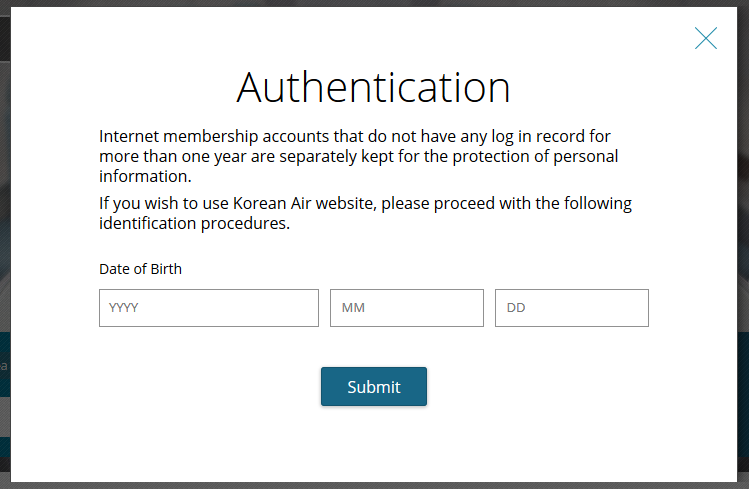 Authentication
Internet membership accounts that do not have any log in record for
more than one year are separately kept for the protection of personal
information.
If you wish to use Korean Air website, please proceed with the following
identification procedures.
Date of Birth
YYYY MM DD
Submit